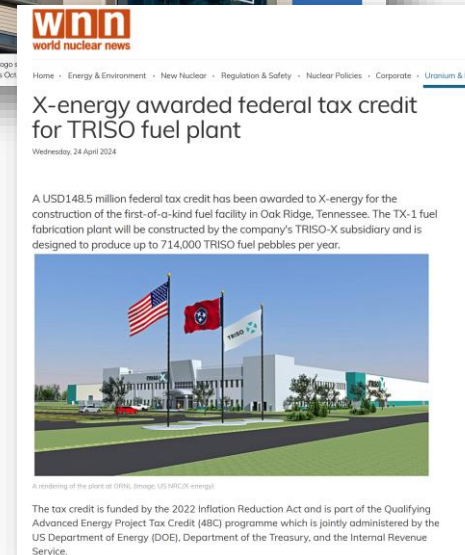 wnn
world nuclear news
Home • Energy & Environment • New Nuclear • Regulation & Safety • Nuclear Policies • Corporate • Uranium &
X-energy awarded federal tax credit
for TRISO fuel plant
Wednesday, 24 April 2024
A USD148.5 million federal tax credit has been awarded to X-energy for the
construction of the first-of-a-kind fuel facility in Oak Ridge, Tennessee. The TX-1 fuel
fabrication plant will be constructed by the company's TRISO-X subsidiary and is
designed to produce up to 714,000 TRISO fuel pebbles per year.
TRISO
A rendering of the plant at ORNL (Image: US NRC/X-energy)
The tax credit is funded by the 2022 Inflation Reduction Act and is part of the Qualifying
Advanced Energy Project Tax Credit (48C) programme which is jointly administered by the
US Department of Energy (DOE), Department of the Treasury, and the Internal Revenue
Service.